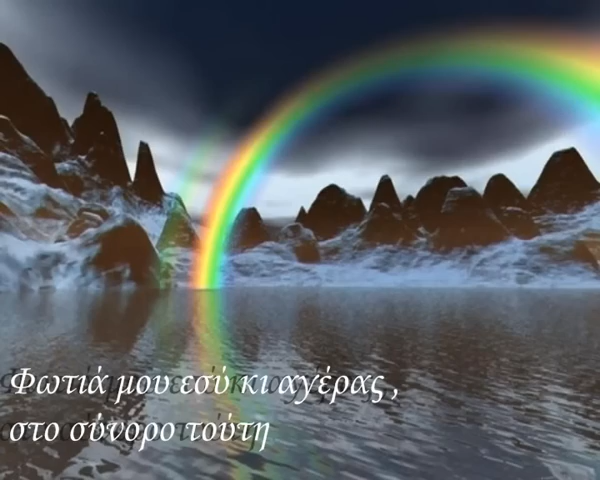 Φωτιά μου εσύ κι αγέρας ,
στο σύνορο τούτη